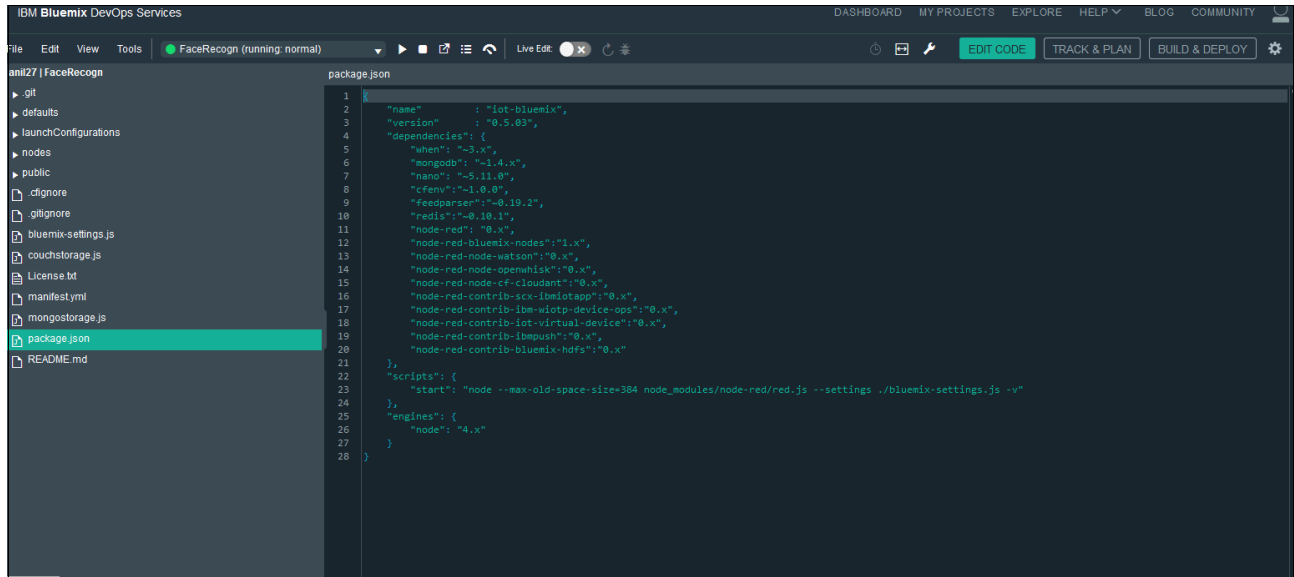 IBM Bluemix DevOps Services
DASHBOARD MY PROJECTS EXPLORE HELP BLOG COMMUNITY
File Edit View Tools FaceRecogn (running: normal) Live Edit: EDIT CODE TRACK & PLAN BUILD & DEPLOY
anil27 | FaceRecogn
.git
defaults
launchConfigurations
nodes
public
.cfignore
.gitignore
bluemix-settings.js
couchstorage.js
License.txt
manifest.yml
mongostorage.js
package.json
README.md
package.json
1 {
2 "name" : "iot-bluemix",
3 "version" : "0.5.03",
4 "dependencies": {
5 "when": "~3.x",
6 "mongodb": "~1.4.x",
7 "nano": "~5.11.0",
8 "cfenv":"~1.0.0",
9 "feedparser":"~0.19.2",
10 "redis":"~0.10.1",
11 "node-red": "0.x",
12 "node-red-bluemix-nodes":"1.x",
13 "node-red-node-watson":"0.x",
14 "node-red-node-openwhisk":"0.x",
15 "node-red-node-cf-cloudant":"0.x",
16 "node-red-contrib-scx-ibmiotapp":"0.x",
17 "node-red-contrib-ibm-wiotp-device-ops":"0.x",
18 "node-red-contrib-iot-virtual-device":"0.x",
19 "node-red-contrib-ibmpush":"0.x",
20 "node-red-contrib-bluemix-hdfs":"0.x"
21 },
22 "scripts": {
23 "start": "node --max-old-space-size=384 node_modules/node-red/red.js --settings ./bluemix-settings.js -v"
24 },
25 "engines": {
26 "node": "4.x"
27 }
28 }